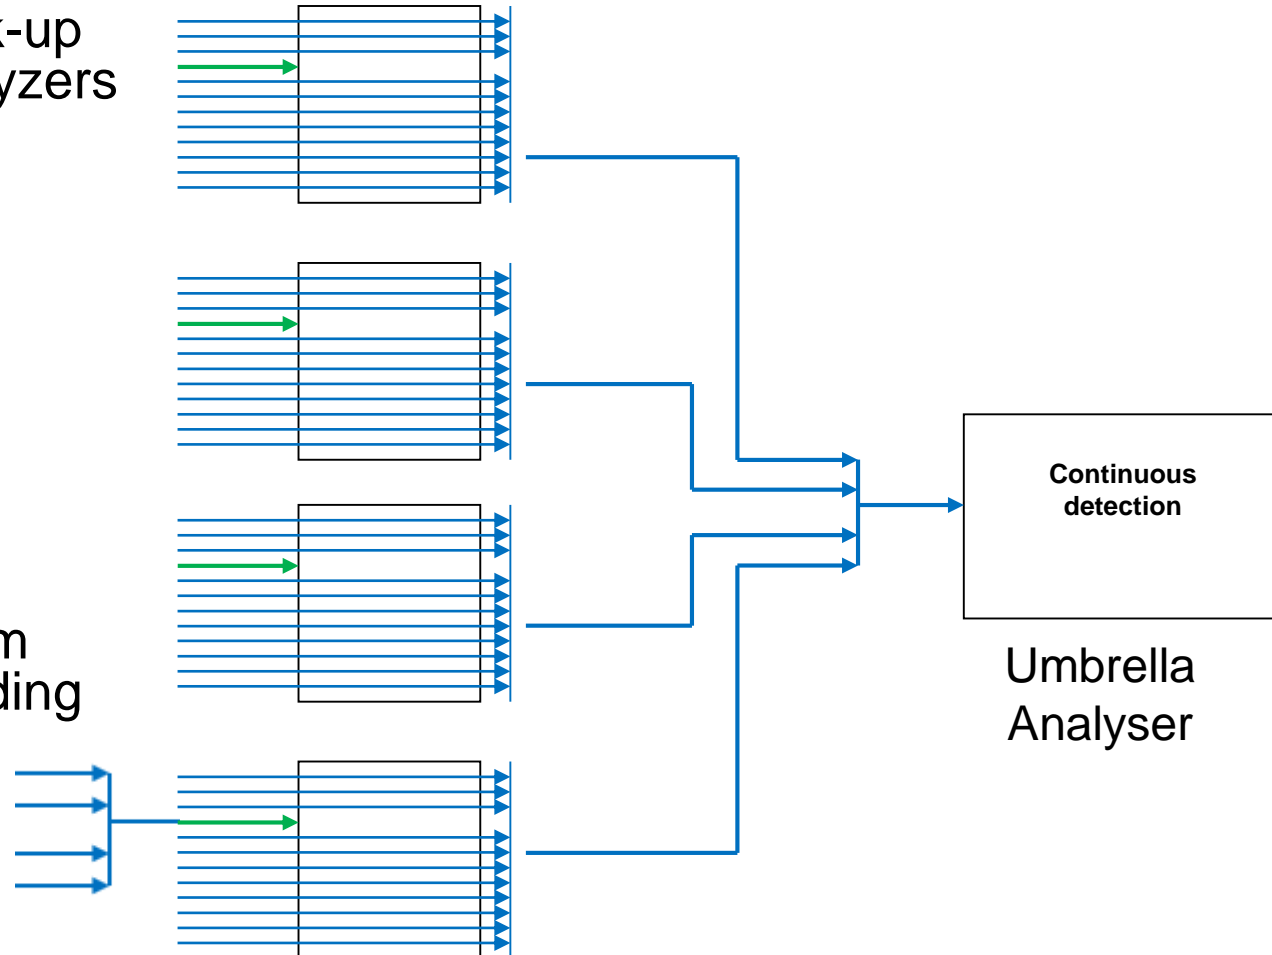 k-up
yzers
Continuous
detection
m
ding
Umbrella
Analyser